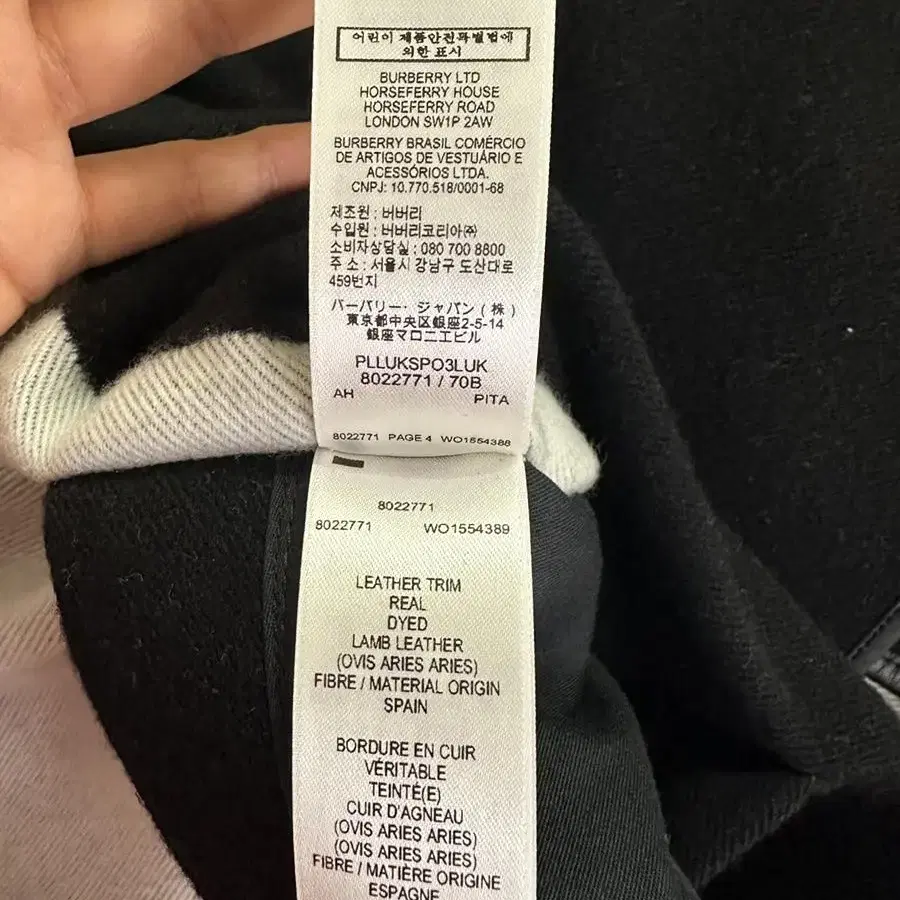 어린이 제품안전특별법에
의한 표시
BURBERRY LTD
HORSEFERRY HOUSE
HORSEFERRY ROAD
LONDON SW1P 2AW
BURBERRY BRASIL COMÉRCIO
DE ARTIGOS DE VESTUÁRIO E
ACESSÓRIOS LTDA.
CNPJ: 10.770.518/0001-68
제조원 : 버버리
수입원 : 버버리코리아㈜
소비자상담실 : 080 700 8800
주 소 : 서울시 강남구 도산대로
459번지
バーバリー・ジャパン ( 株 )
東京都中央区銀座2-5-14
銀座マロニエビル
PLLUKSPO3LUK
8022771 / 70B
AH PITA
8022771 PAGE 4 WO1554388
8022771
8022771 WO1554389
LEATHER TRIM
REAL
DYED
LAMB LEATHER
(OVIS ARIES ARIES)
FIBRE / MATERIAL ORIGIN
SPAIN
BORDURE EN CUIR
VÉRITABLE
TEINTÉ(E)
CUIR D'AGNEAU
(OVIS ARIES ARIES)
(OVIS ARIES ARIES)
FIBRE / MATIÈRE ORIGINE
ESPAGNE